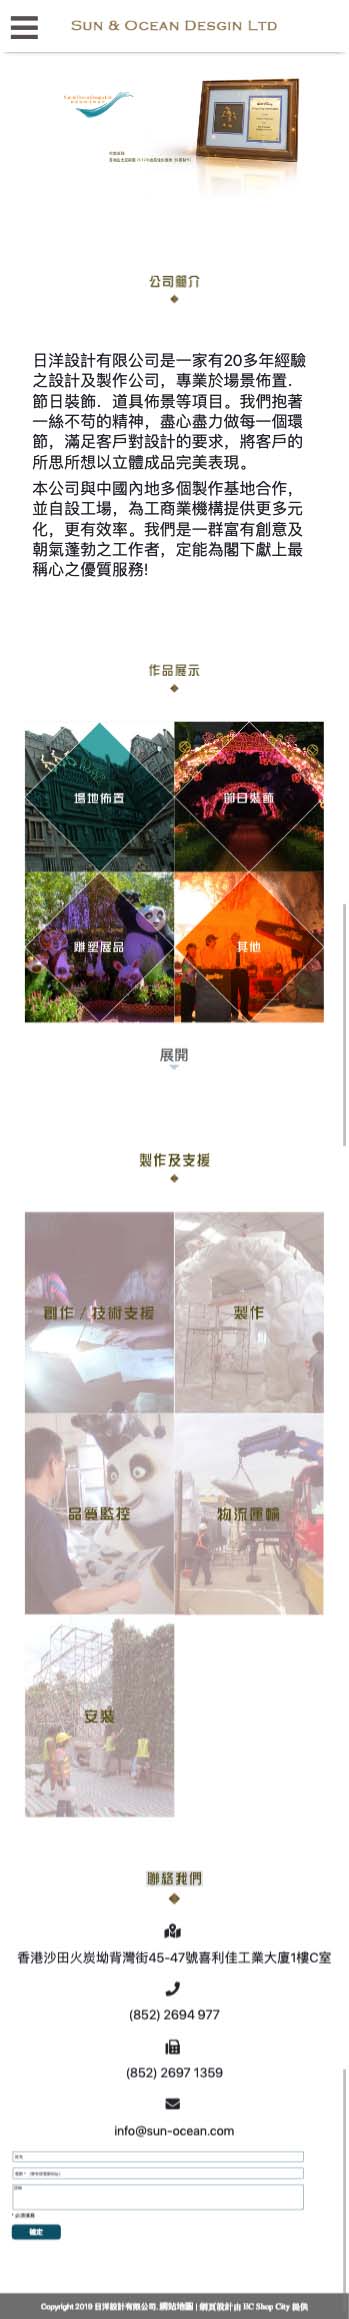 SUN & OCEAN DESGIN LTD
公司簡介
日洋設計有限公司是一家有20多年經驗
之設計及製作公司，專業於場景佈置．
節日裝飾．道具佈景等項目。我們抱著
一絲不苟的精神，盡心盡力做每一個環
節，滿足客戶對設計的要求，將客戶的
所思所想以立體成品完美表現。
本公司與中國內地多個製作基地合作，
並自設工場，為工商業機構提供更多元
化，更有效率。我們是一群富有創意及
朝氣蓬勃之工作者，定能為閣下獻上最
稱心之優質服務!
作品展示
場地佈置
節日裝飾
雕塑展品
其他
展開
製作及支援
創作 / 技術支援
製作
品質監控
物流運輸
安裝
聯絡我們
香港沙田火炭坳背灣街45-47號喜利佳工業大廈1樓C室
(852) 2694 977
(852) 2697 1359
info@sun-ocean.com
* 必須填寫
確定
Copyright 2019 日洋設計有限公司. 網站地圖 | 網頁設計由 HC Shop City 提供